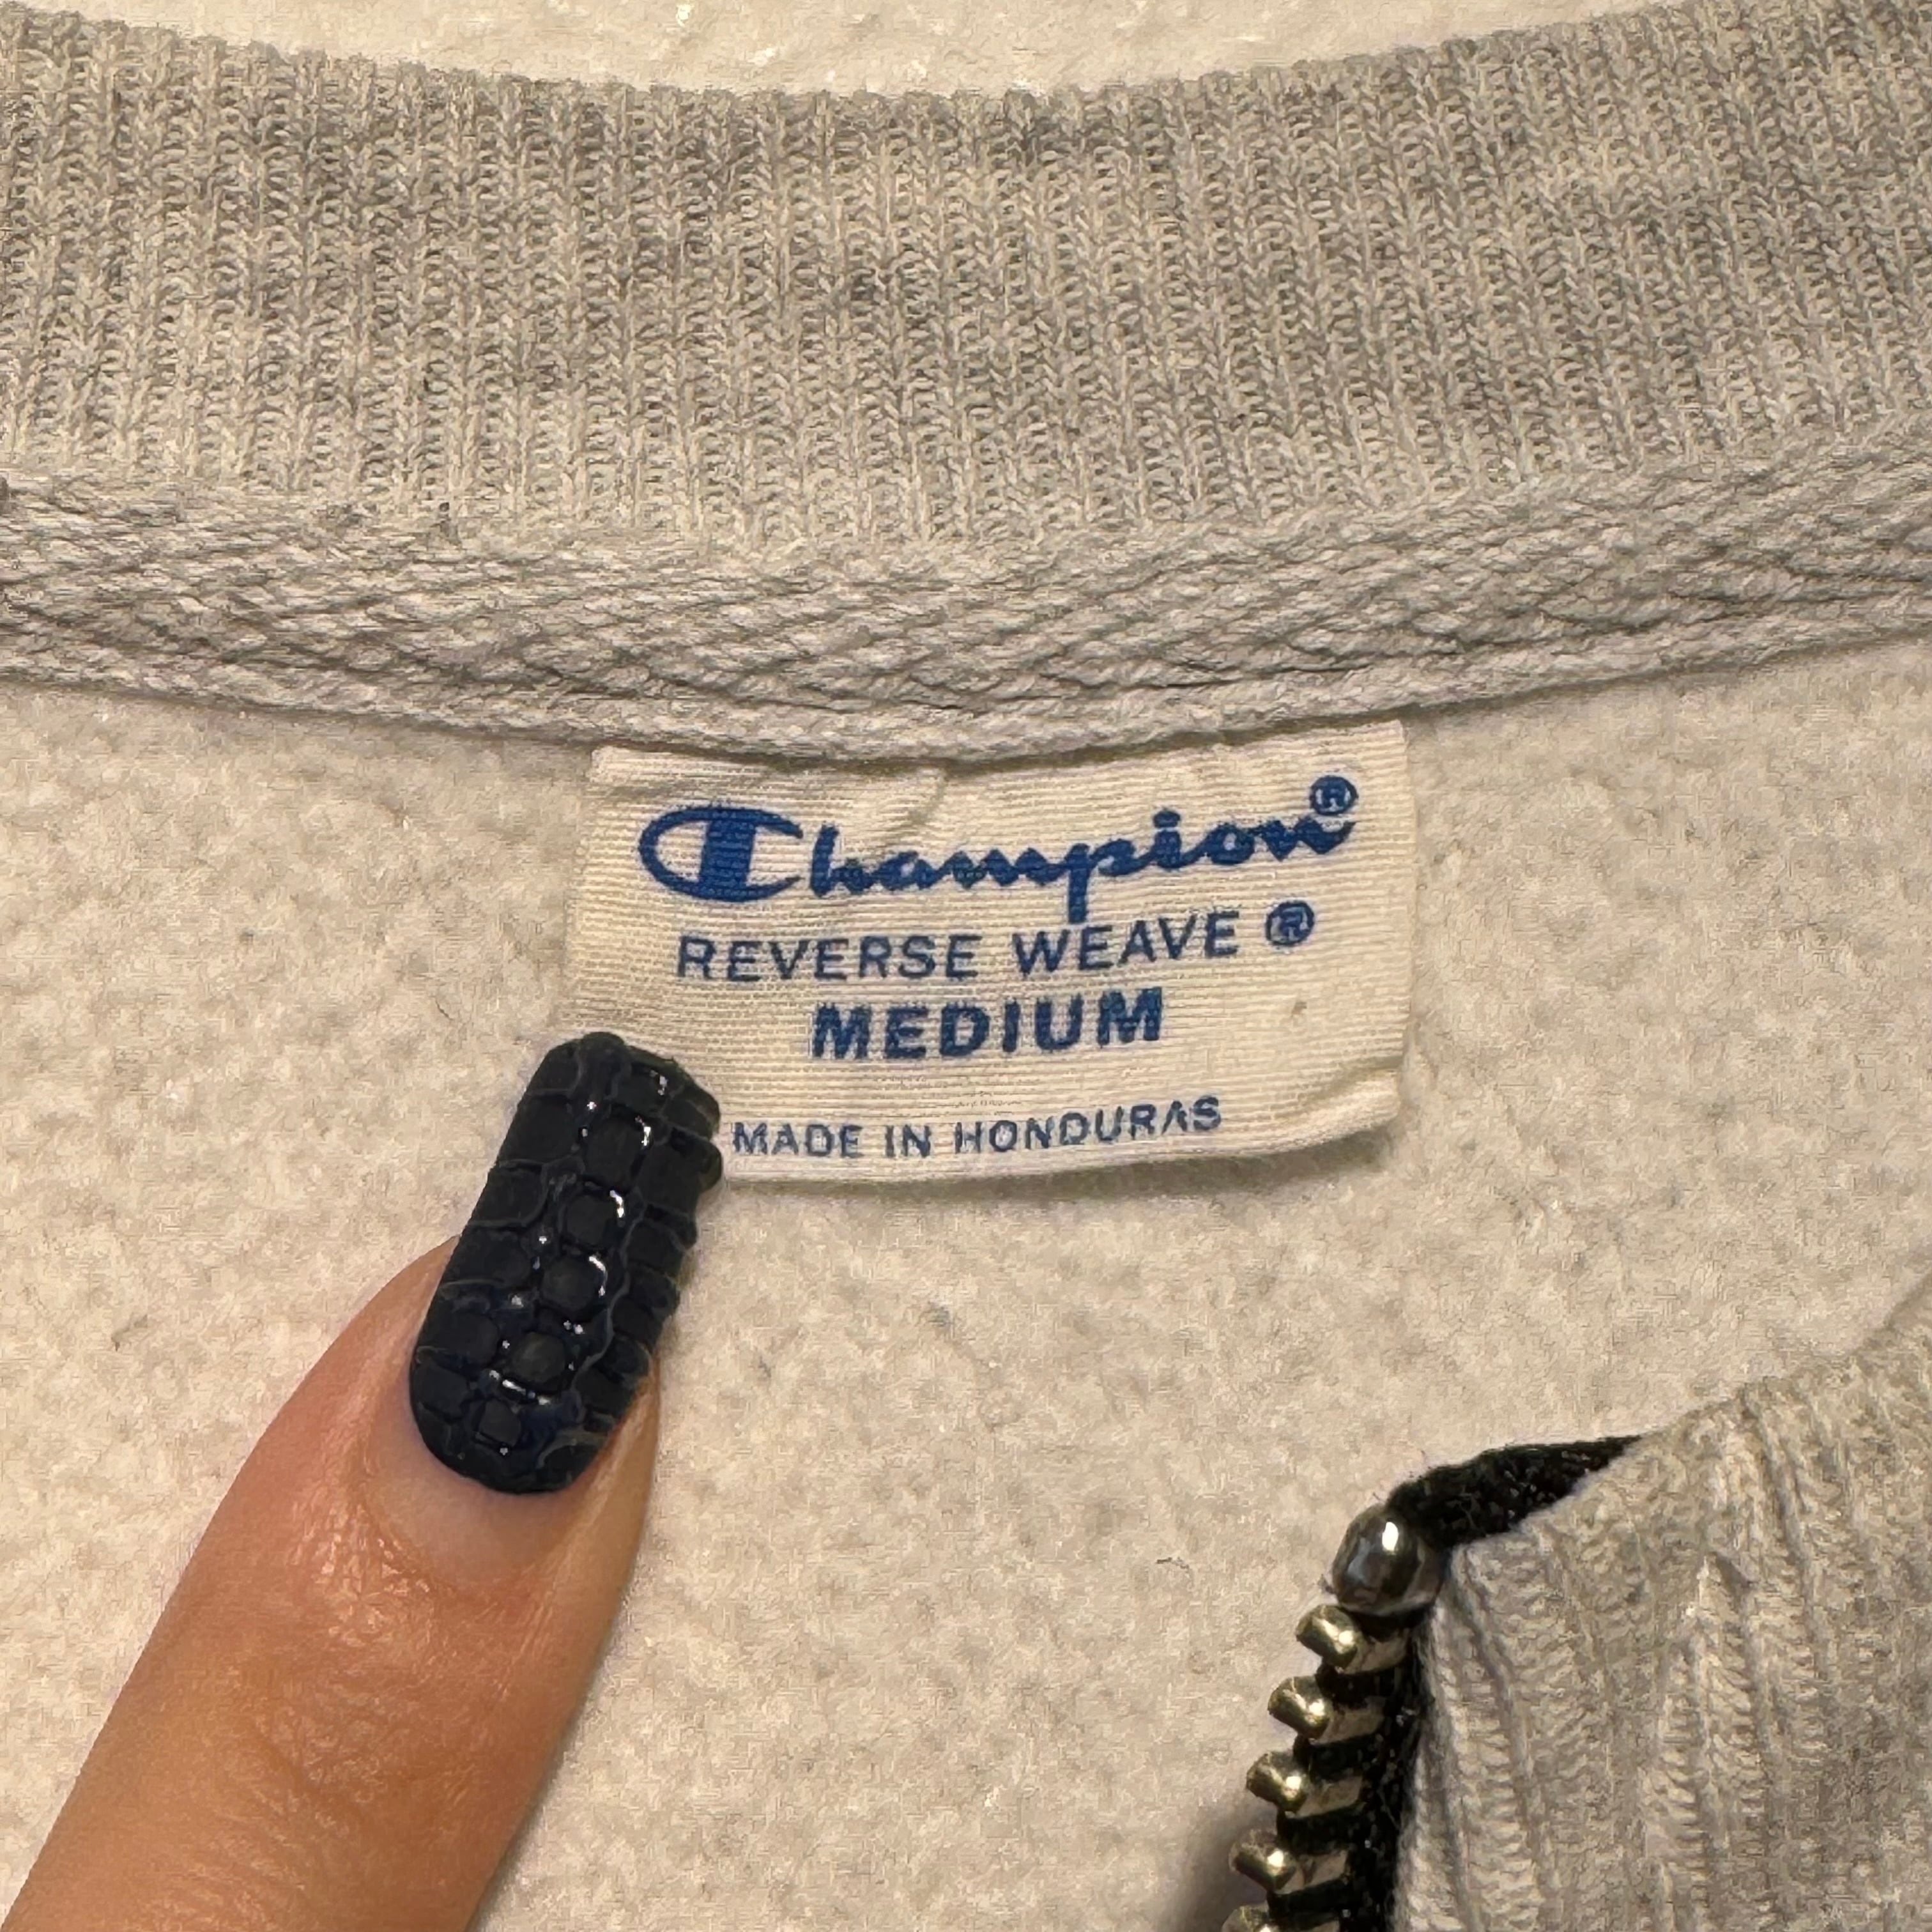 Champion®
REVERSE WEAVE ®
MEDIUM
MADE IN HONDURAS